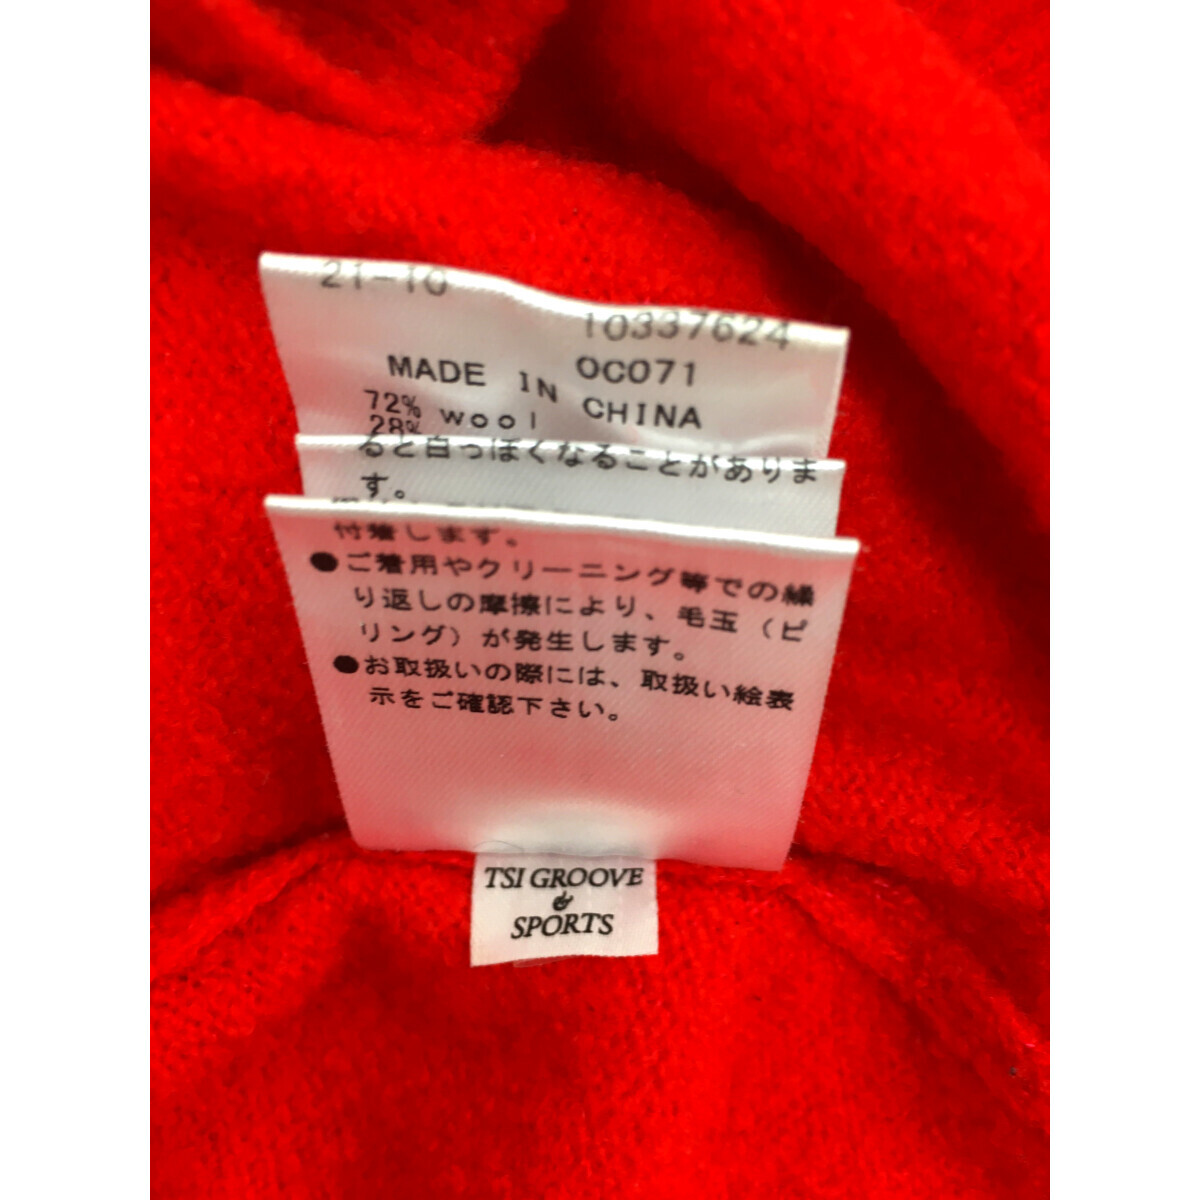 21-10
10337624
0C071
MADE IN CHINA
72% wool
28%
ると白っぽくなることがありま
す。
付着します。
●ご着用やクリーニング等での繰
り返しの摩擦により、毛玉（ピ
リング）が発生します。
●お取扱いの際には、取扱い絵表
示をご確認下さい。
TSI GROOVE
&
SPORTS